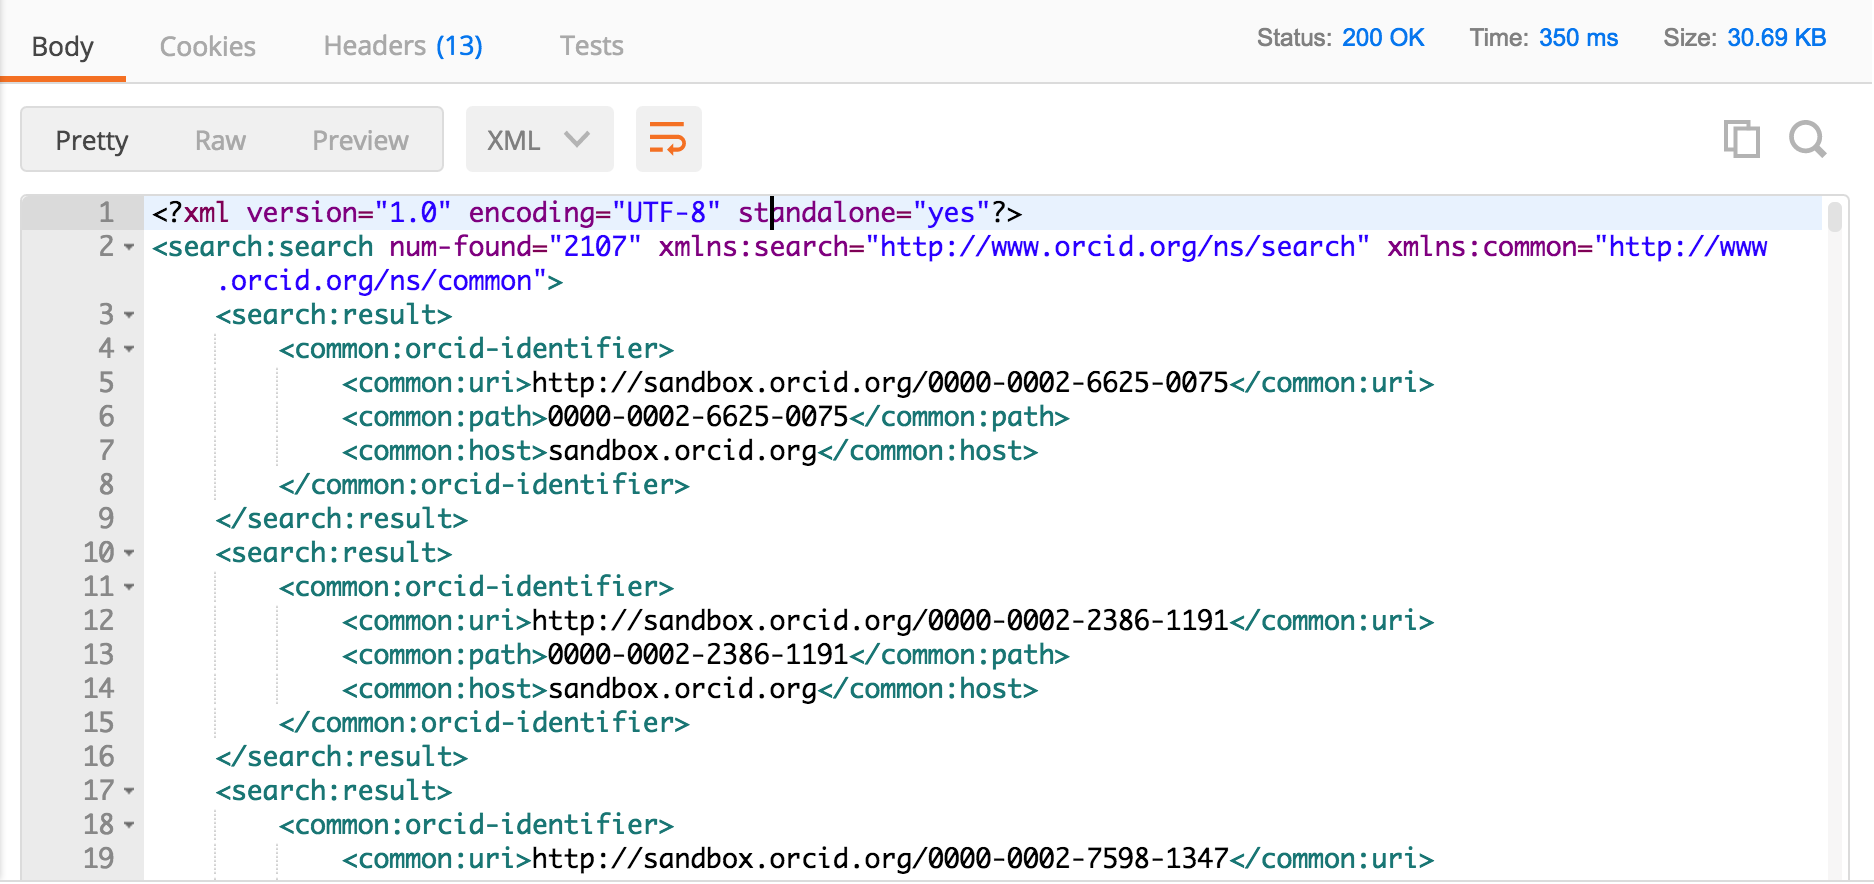 Body Cookies Headers (13) Tests Status: 200 OK Time: 350 ms Size: 30.69 KB
Pretty Raw Preview XML
1 <?xml version="1.0" encoding="UTF-8" standalone="yes"?>
2 <search:search num-found="2107" xmlns:search="http://www.orcid.org/ns/search" xmlns:common="http://www
.orcid.org/ns/common">
3 <search:result>
4 <common:orcid-identifier>
5 <common:uri>http://sandbox.orcid.org/0000-0002-6625-0075</common:uri>
6 <common:path>0000-0002-6625-0075</common:path>
7 <common:host>sandbox.orcid.org</common:host>
8 </common:orcid-identifier>
9 </search:result>
10 <search:result>
11 <common:orcid-identifier>
12 <common:uri>http://sandbox.orcid.org/0000-0002-2386-1191</common:uri>
13 <common:path>0000-0002-2386-1191</common:path>
14 <common:host>sandbox.orcid.org</common:host>
15 </common:orcid-identifier>
16 </search:result>
17 <search:result>
18 <common:orcid-identifier>
19 <common:uri>http://sandbox.orcid.org/0000-0002-7598-1347</common:uri>